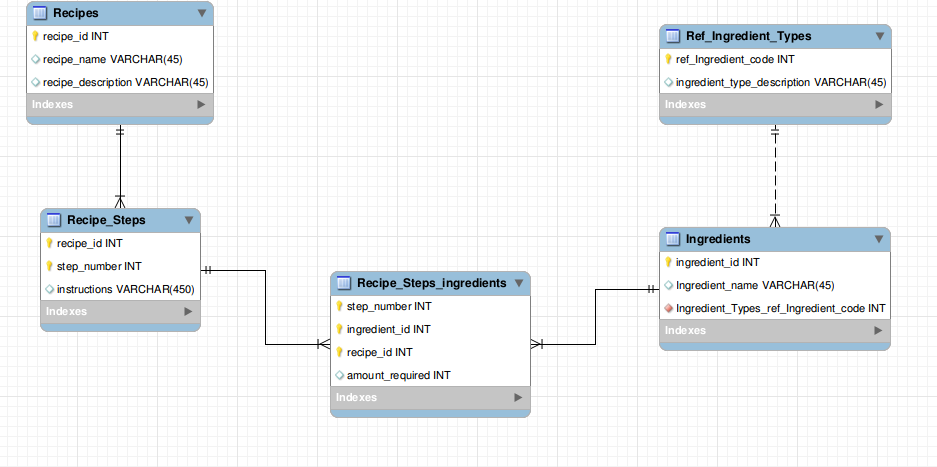 Recipes
recipe_id INT
recipe_name VARCHAR(45)
recipe_description VARCHAR(45)
Indexes
Ref_Ingredient_Types
ref_Ingredient_code INT
ingredient_type_description VARCHAR(45)
Indexes
Recipe_Steps
recipe_id INT
step_number INT
instructions VARCHAR(450)
Indexes
Recipe_Steps_ingredients
step_number INT
ingredient_id INT
recipe_id INT
amount_required INT
Indexes
Ingredients
ingredient_id INT
Ingredient_name VARCHAR(45)
Ingredient_Types_ref_Ingredient_code INT
Indexes